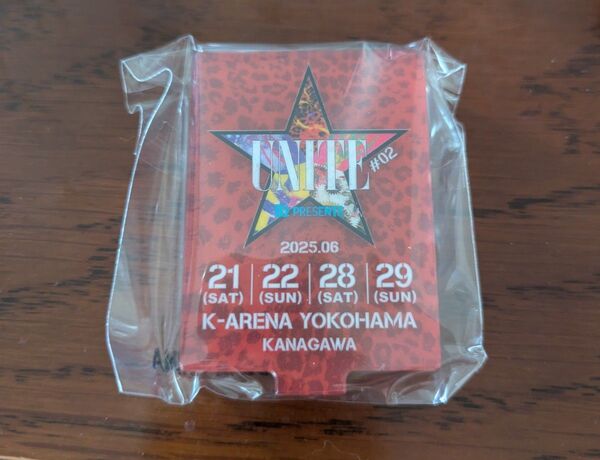 UNITE
#02
PRESENTS
2025.06
21 | 22 | 28 | 29
(SAT) (SUN) (SAT) (SUN)
K-ARENA YOKOHAMA
KANAGAWA